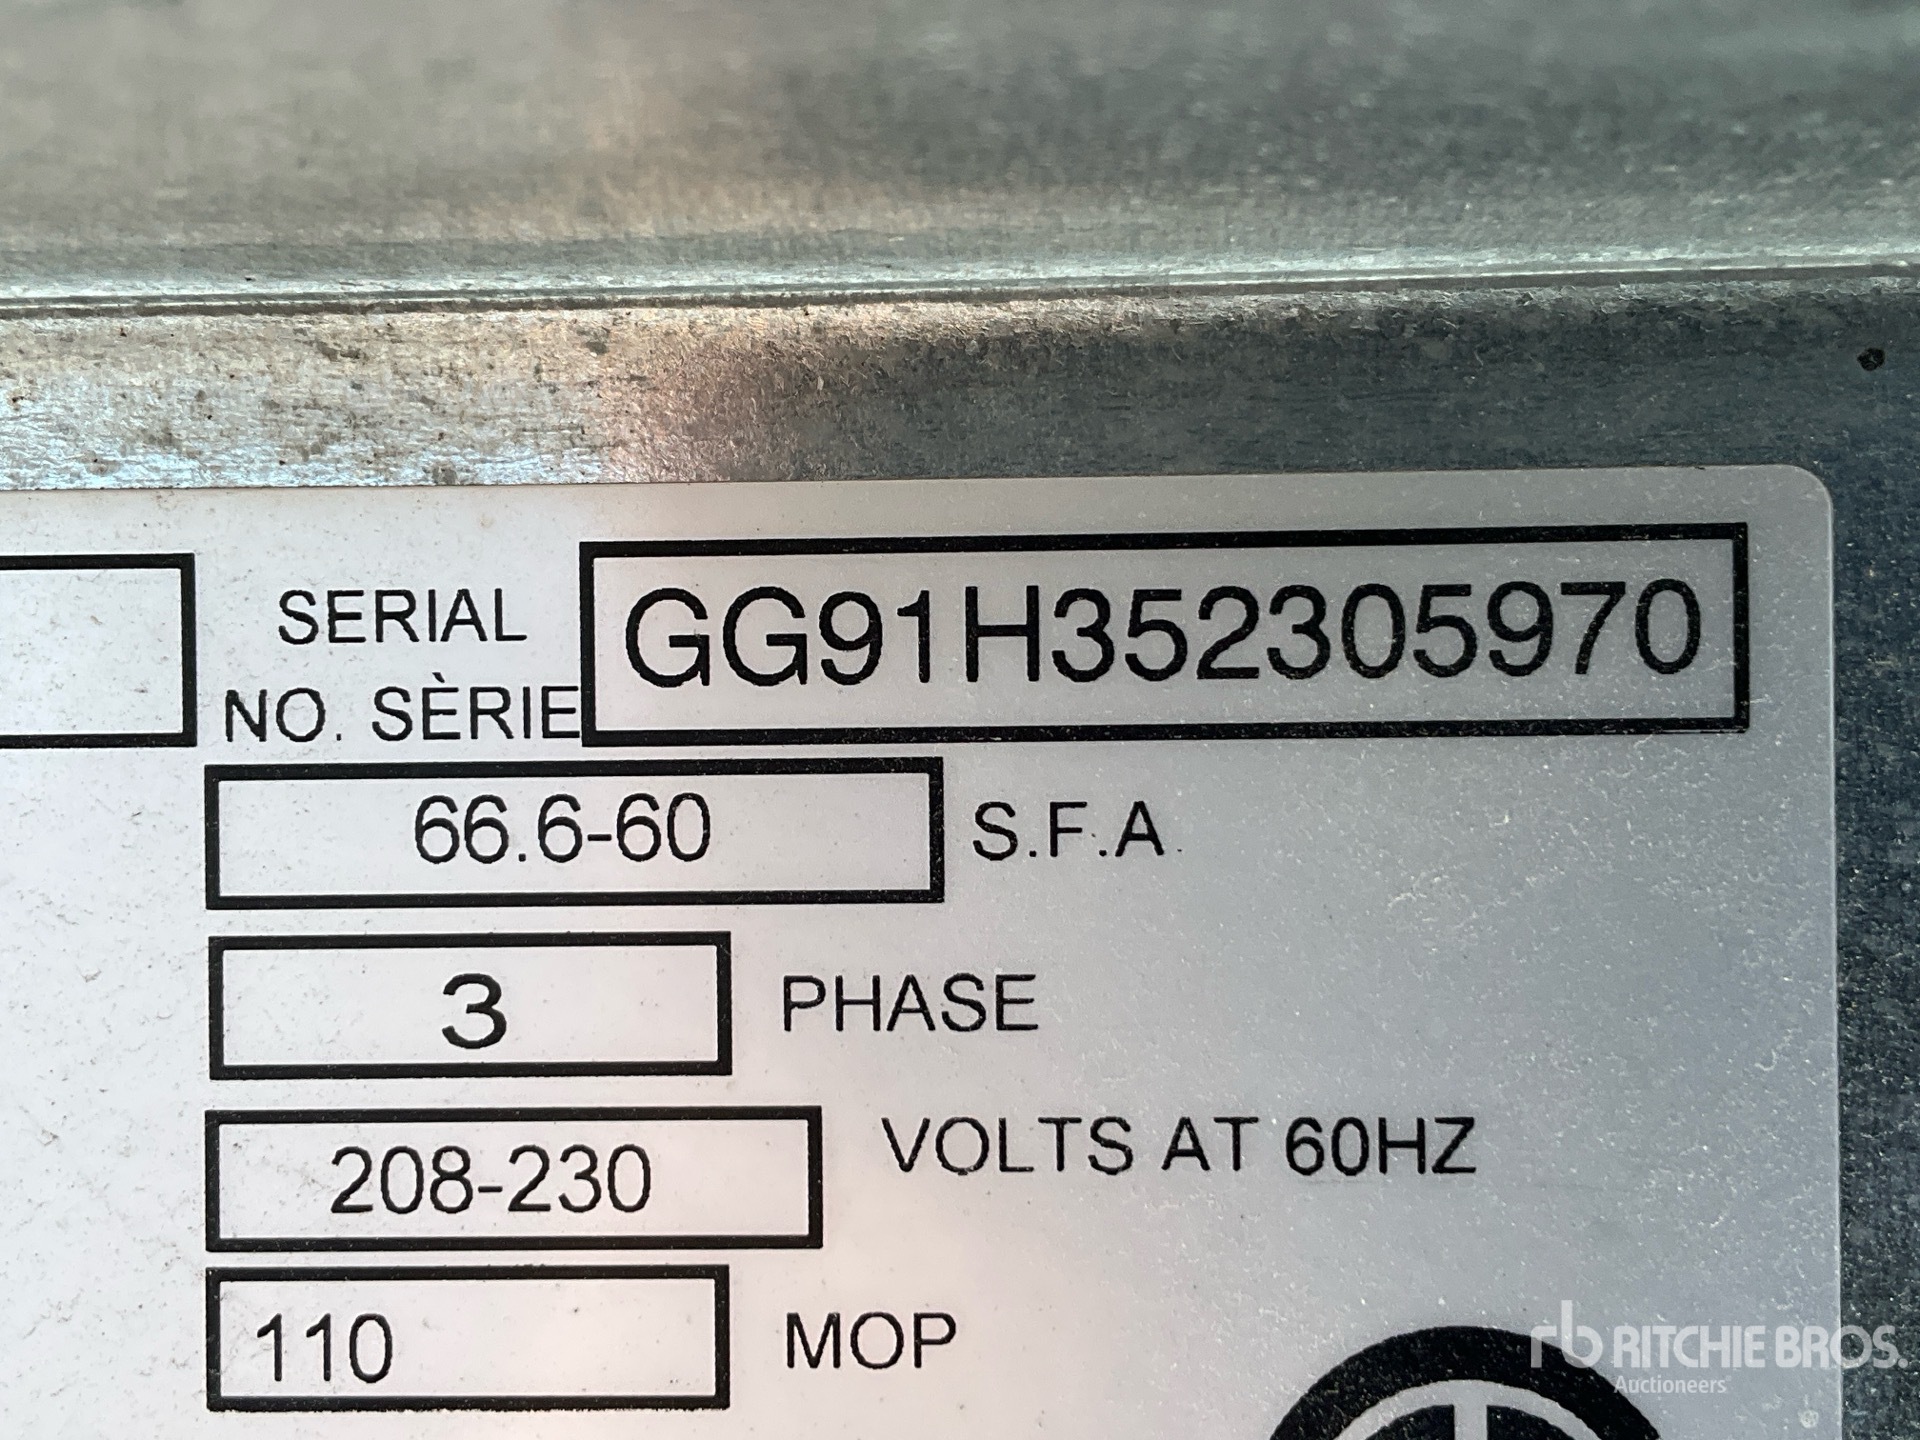 SERIAL GG91H352305970
NO. SÈRIE
66.6-60 S.F.A.
3 PHASE
208-230 VOLTS AT 60HZ
110 MOP
rb RITCHIE BROS.
Auctioneers